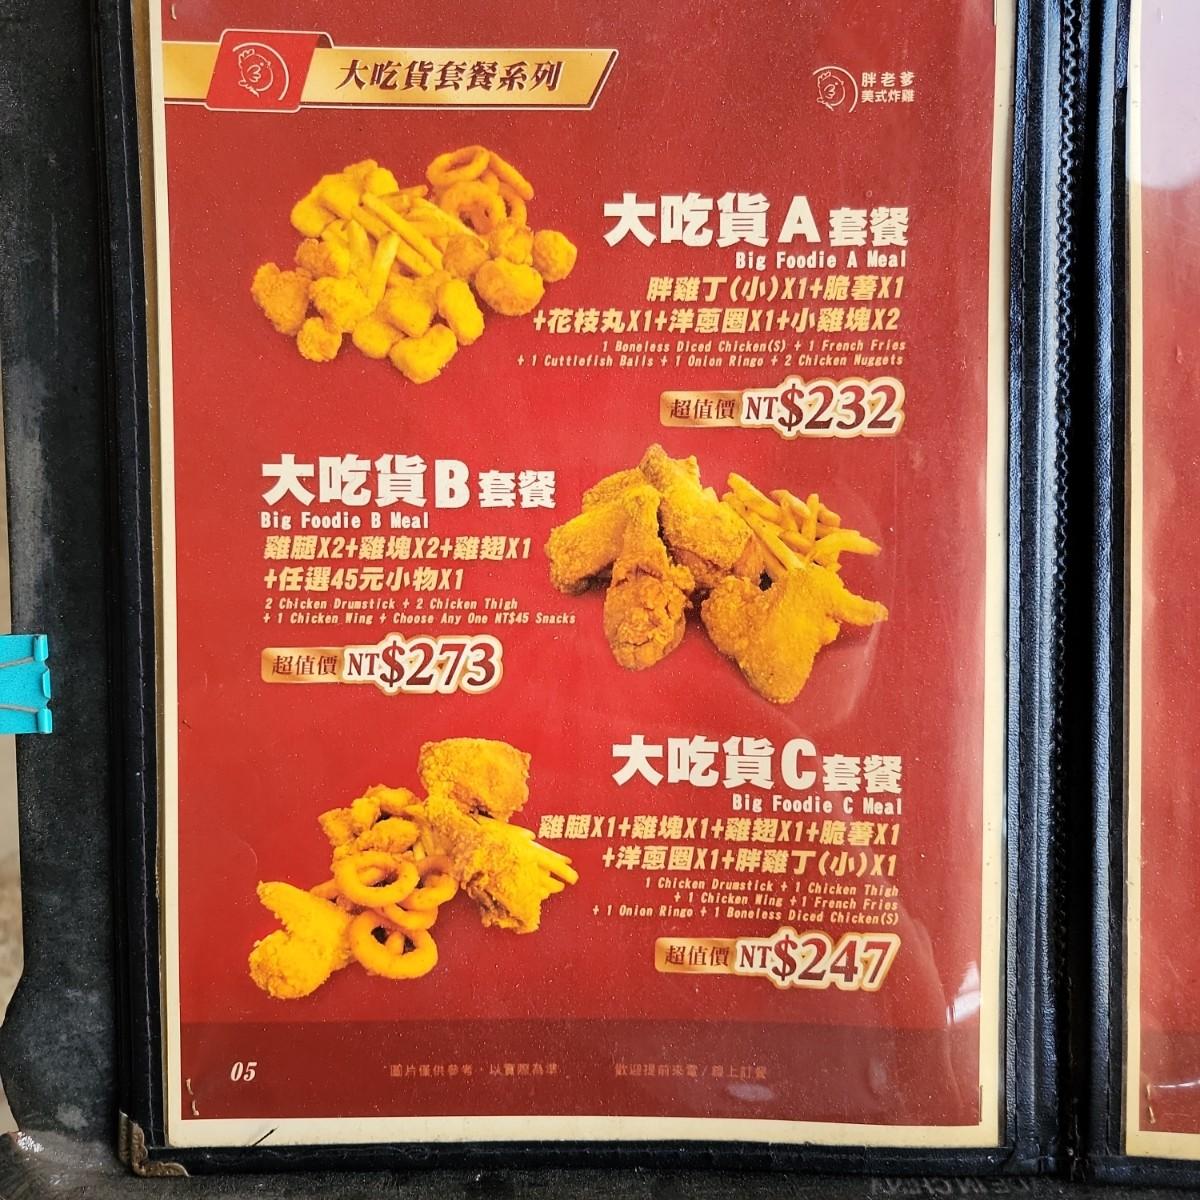 大吃貨套餐系列
胖老爹
美式炸雞
大吃貨A套餐
Big Foodie A Meal
胖雞丁(小)X1+脆薯X1
+花枝丸X1+洋蔥圈X1+小雞塊X2
1 Boneless Diced Chicken(S) + 1 French Fries
+ 1 Cuttlefish Balls + 1 Onion Ringo + 2 Chicken Nuggets
超值價 NT$232
大吃貨B套餐
Big Foodie B Meal
雞腿X2+雞塊X2+雞翅X1
+任選45元小物X1
2 Chicken Drumstick + 2 Chicken Thigh
+ 1 Chicken Wing + Choose Any One NT$45 Snacks
超值價 NT$273
大吃貨C套餐
Big Foodie C Meal
雞腿X1+雞塊X1+雞翅X1+脆薯X1
+洋蔥圈X1+胖雞丁(小)X1
1 Chicken Drumstick + 1 Chicken Thigh
+ 1 Chicken Wing + 1 French Fries
+ 1 Onion Ringo + 1 Boneless Diced Chicken(S)
超值價 NT$247
05 圖片僅供參考，以實際為準 歡迎提前來電/線上訂餐